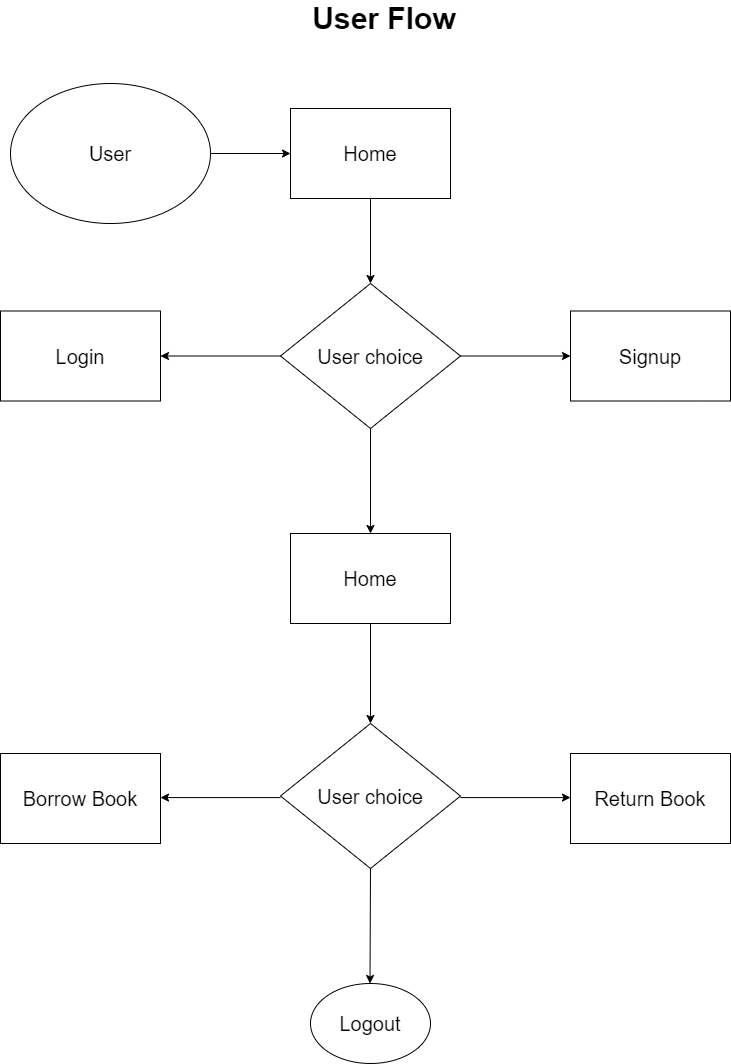 User Flow
User
Home
Login
User choice
Signup
Home
Borrow Book
User choice
Return Book
Logout